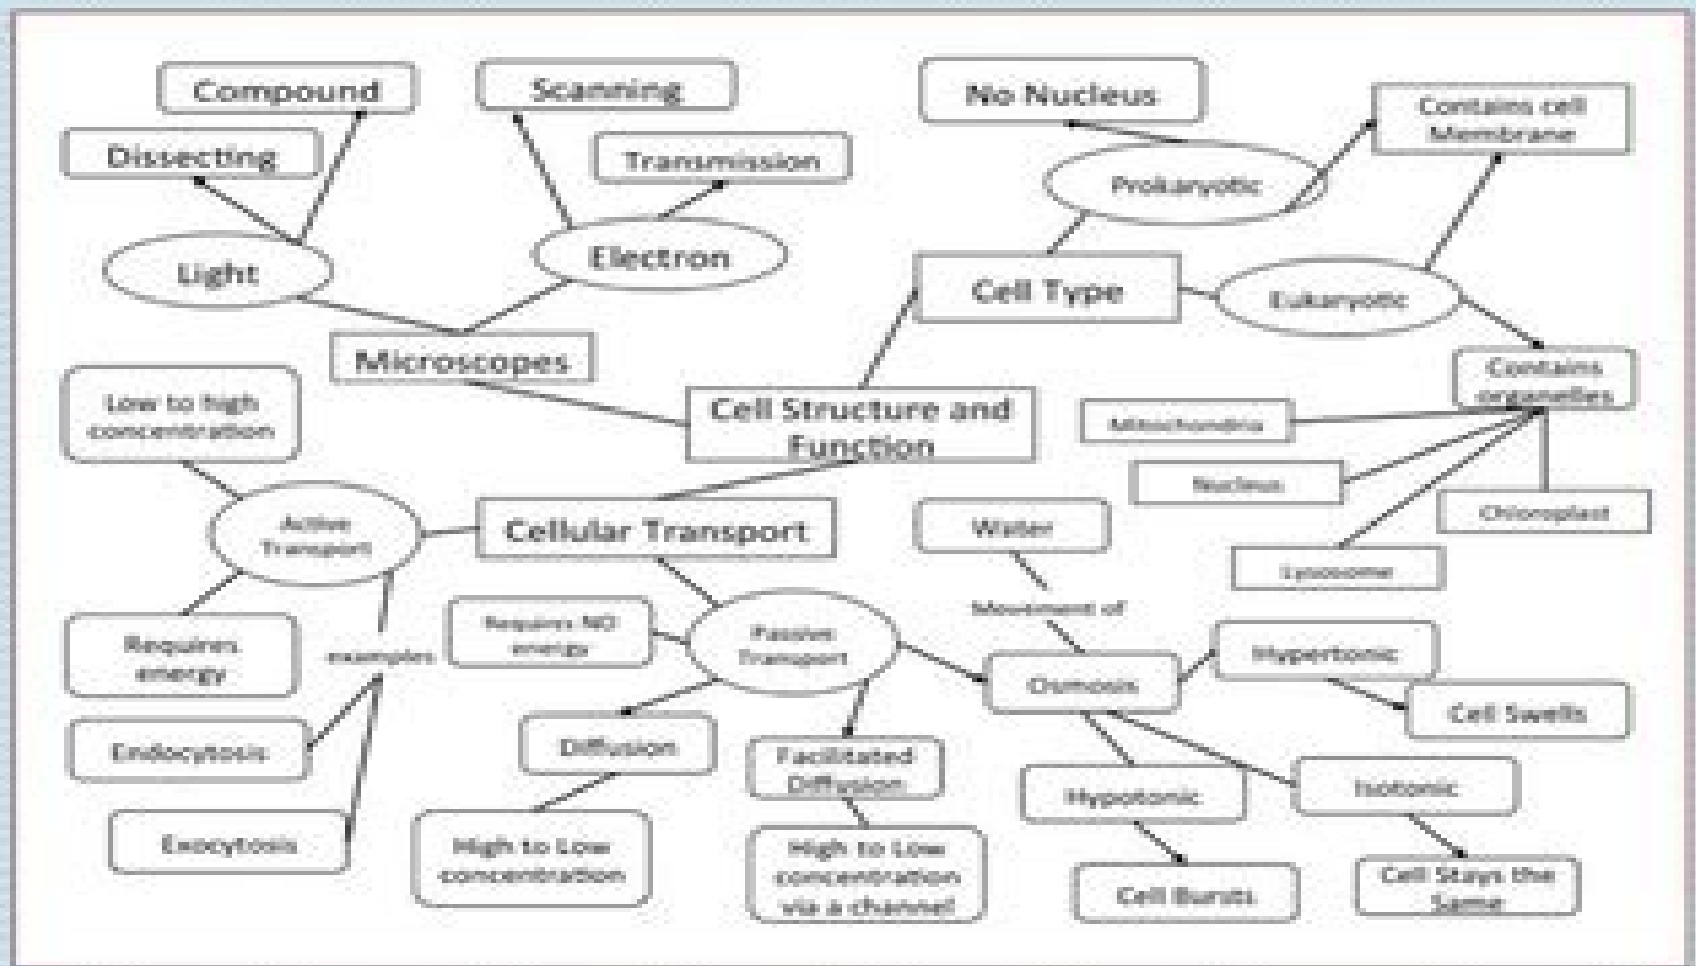 Compound
Scanning
No Nucleus
Contains cell
Membrane
Dissecting
Transmission
Prokaryotic
Light
Electron
Cell Type
Eukaryotic
Microscopes
Contains
organelles
Low to high
concentration
Cell Structure and
Function
Mitochondria
Nucleus
Chloroplast
Active
Transport
Cellular Transport
Water
Lysosome
Movement of
Requires
energy
examples
Requires NO
energy
Passive
Transport
Osmosis
Hypertonic
Cell Swells
Endocytosis
Diffusion
Facilitated
Diffusion
Hypotonic
Isotonic
Exocytosis
High to Low
concentration
High to Low
concentration
via a channel
Cell Bursts
Cell Stays the
Same